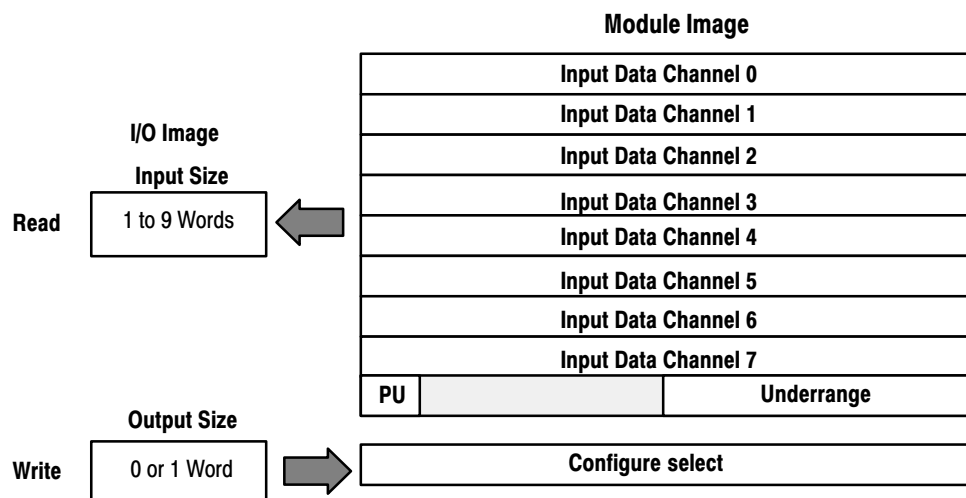 Module Image
Input Data Channel 0
Input Data Channel 1
I/O Image
Input Data Channel 2
Input Size
Input Data Channel 3
Read
1 to 9 Words
Input Data Channel 4
Input Data Channel 5
Input Data Channel 6
Input Data Channel 7
PU
Underrange
Output Size
Write
0 or 1 Word
Configure select